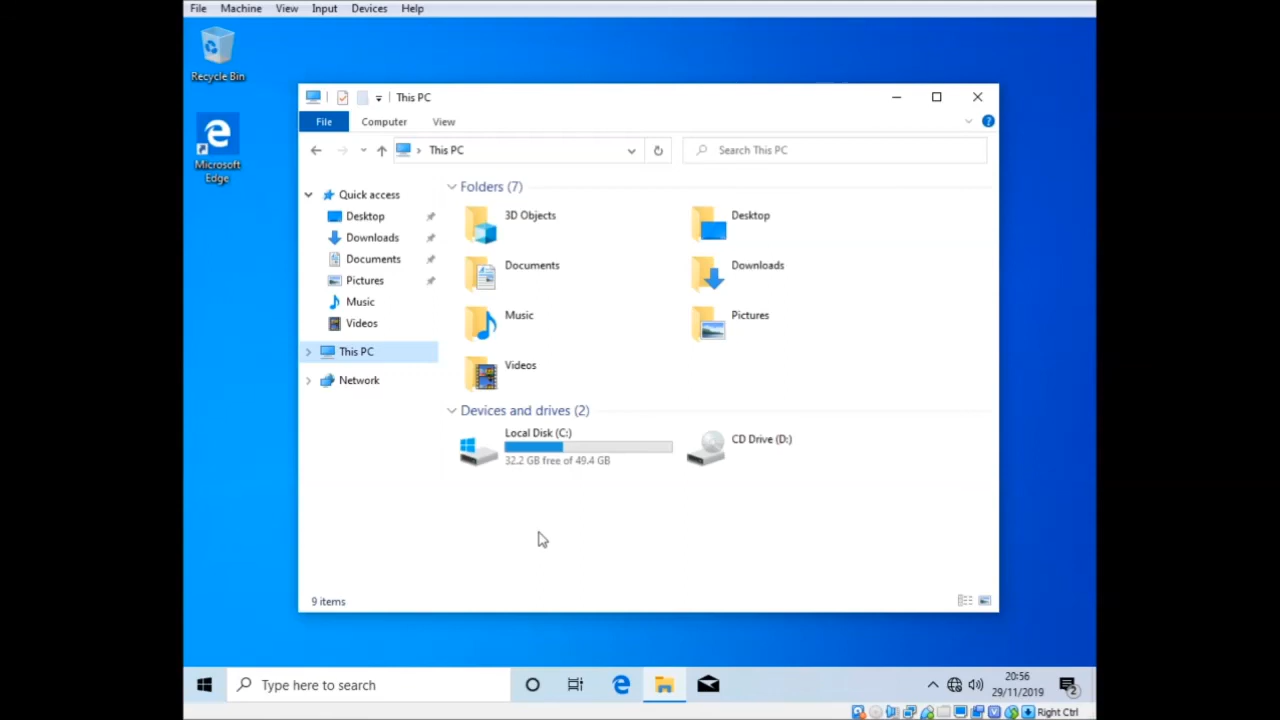 File Machine View Input Devices Help
Recycle Bin
Microsoft
Edge
This PC
File Computer View
This PC
Search This PC
Quick access
Desktop
Downloads
Documents
Pictures
Music
Videos
This PC
Network
Folders (7)
3D Objects
Desktop
Documents
Downloads
Music
Pictures
Videos
Devices and drives (2)
Local Disk (C:)
32.2 GB free of 49.4 GB
CD Drive (D:)
9 items
Type here to search
20:56
29/11/2019
2
Right Ctrl